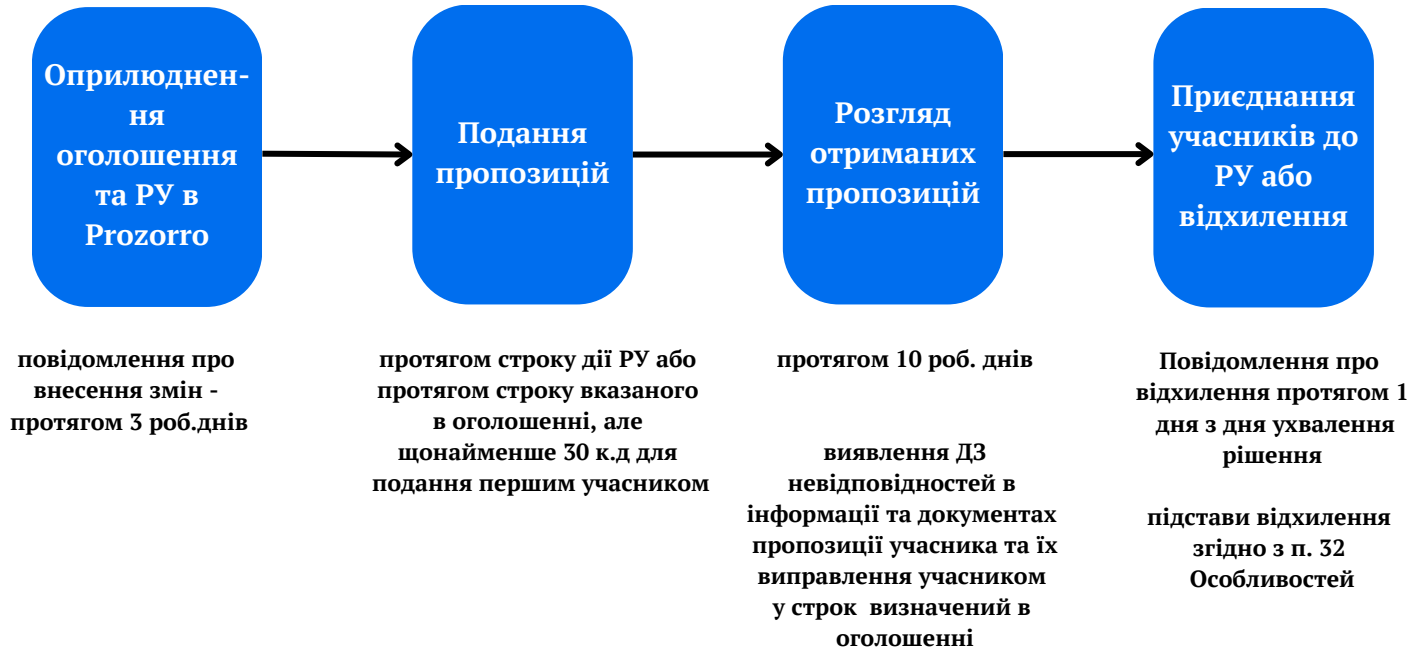 Оприлюднен-
ня
оголошення
та РУ в
Prozorro
Подання
пропозицій
Розгляд
отриманих
пропозицій
Приєднання
учасників до
РУ або
відхилення
повідомлення про
внесення змін -
протягом 3 роб.днів
протягом строку дії РУ або
протягом строку вказаного
в оголошенні, але
щонайменше 30 к.д для
подання першим учасником
протягом 10 роб. днів
виявлення ДЗ
невідповідностей в
інформації та документах
пропозиції учасника та їх
виправлення учасником
у строк визначений в
оголошенні
Повідомлення про
відхилення протягом 1
дня з дня ухвалення
рішення
підстави відхилення
згідно з п. 32
Особливостей